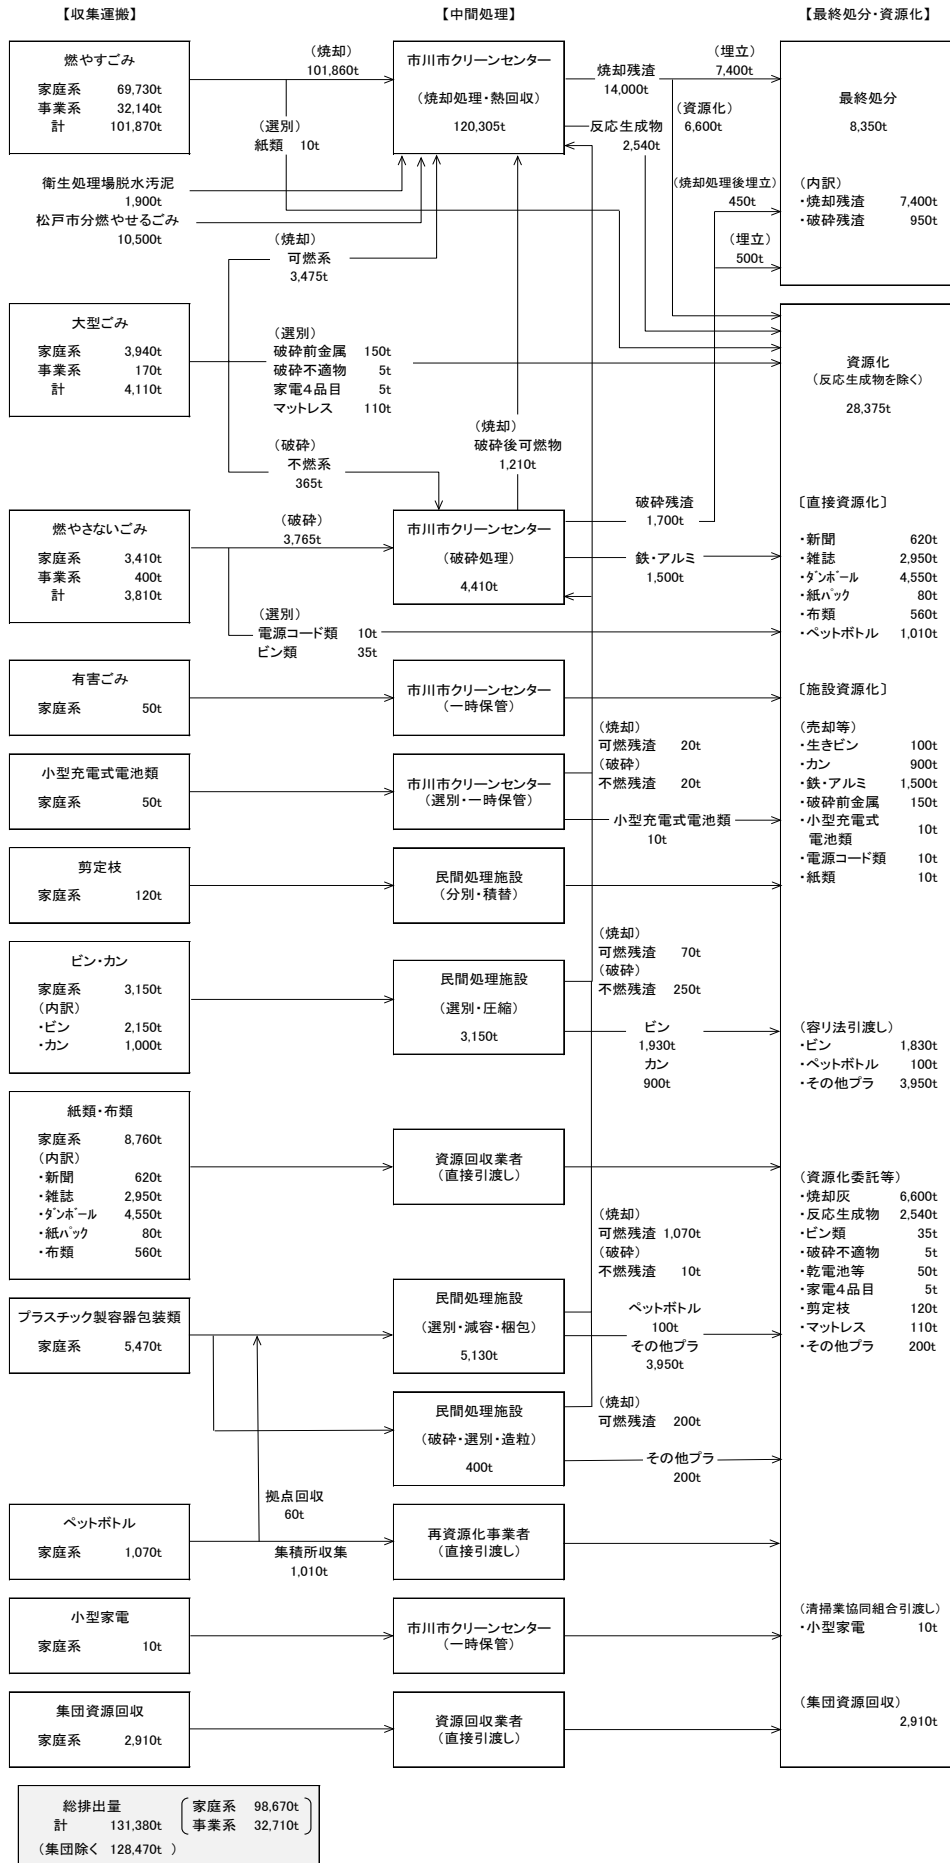 【収集運搬】
【中間処理】
【最終処分・資源化】
燃やすごみ
家庭系 69,730t
事業系 32,140t
計 101,870t
(焼却)
101,860t
(選別)
紙類 10t
市川市クリーンセンター
(焼却処理・熱回収)
120,305t
焼却残渣
14,000t
(埋立)
7,400t
(資源化)
6,600t
反応生成物
2,540t
最終処分
8,350t
(内訳)
・焼却残渣 7,400t
・破砕残渣 950t
衛生処理場脱水汚泥
1,900t
松戸市分燃やせるごみ
10,500t
(焼却処理後埋立)
450t
(埋立)
500t
(焼却)
可燃系
3,475t
大型ごみ
家庭系 3,940t
事業系 170t
計 4,110t
(選別)
破砕前金属 150t
破砕不適物 5t
家電4品目 5t
マットレス 110t
(焼却)
破砕後可燃物
1,210t
(破砕)
不燃系
365t
資源化
(反応生成物を除く)
28,375t
燃やさないごみ
家庭系 3,410t
事業系 400t
計 3,810t
(破砕)
3,765t
(選別)
電源コード類 10t
ビン類 35t
市川市クリーンセンター
(破砕処理)
4,410t
破砕残渣
1,700t
鉄・アルミ
1,500t
〔直接資源化〕
・新聞 620t
・雑誌 2,950t
・ダンボール 4,550t
・紙パック 80t
・布類 560t
・ペットボトル 1,010t
有害ごみ
家庭系 50t
市川市クリーンセンター
(一時保管)
〔施設資源化〕
(売却等)
・生きビン 100t
・カン 900t
・鉄・アルミ 1,500t
・破砕前金属 150t
・小型充電式
電池類 10t
・電源コード類 10t
・紙類 10t
小型充電式電池類
家庭系 50t
市川市クリーンセンター
(選別・一時保管)
(焼却)
可燃残渣 20t
(破砕)
不燃残渣 20t
小型充電式電池類
10t
剪定枝
家庭系 120t
民間処理施設
(分別・積替)
ビン・カン
家庭系 3,150t
(内訳)
・ビン 2,150t
・カン 1,000t
民間処理施設
(選別・圧縮)
3,150t
(焼却)
可燃残渣 70t
(破砕)
不燃残渣 250t
ビン
1,930t
カン
900t
(容リ法引渡し)
・ビン 1,830t
・ペットボトル 100t
・その他プラ 3,950t
紙類・布類
家庭系 8,760t
(内訳)
・新聞 620t
・雑誌 2,950t
・ダンボール 4,550t
・紙パック 80t
・布類 560t
資源回収業者
(直接引渡し)
(資源化委託等)
・焼却灰 6,600t
・反応生成物 2,540t
・ビン類 35t
・破砕不適物 5t
・乾電池等 50t
・家電4品目 5t
・剪定枝 120t
・マットレス 110t
・その他プラ 200t
(焼却)
可燃残渣 1,070t
(破砕)
不燃残渣 10t
プラスチック製容器包装類
家庭系 5,470t
民間処理施設
(選別・減容・梱包)
5,130t
ペットボトル
100t
その他プラ
3,950t
民間処理施設
(破砕・選別・造粒)
400t
(焼却)
可燃残渣 200t
その他プラ
200t
拠点回収
60t
ペットボトル
家庭系 1,070t
集積所収集
1,010t
再資源化事業者
(直接引渡し)
小型家電
家庭系 10t
市川市クリーンセンター
(一時保管)
(清掃業協同組合引渡し)
・小型家電 10t
集団資源回収
家庭系 2,910t
資源回収業者
(直接引渡し)
(集団資源回収)
2,910t
総排出量 家庭系 98,670t
計 131,380t 事業系 32,710t
(集団除く 128,470t )